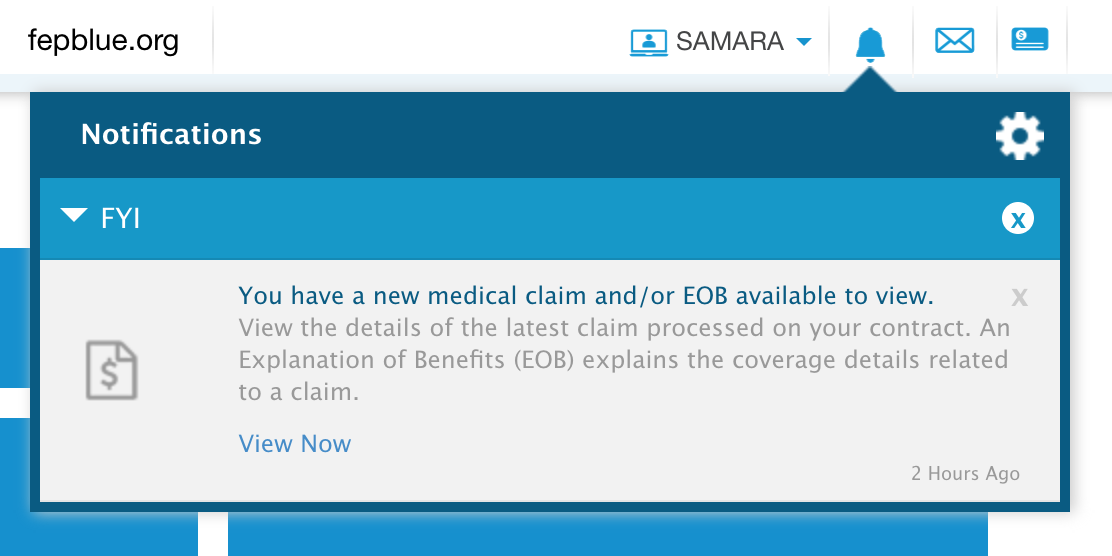 fepblue.org
SAMARA
Notifications
FYI
x
You have a new medical claim and/or EOB available to view.
x
View the details of the latest claim processed on your contract. An
Explanation of Benefits (EOB) explains the coverage details related
to a claim.
$
View Now
2 Hours Ago